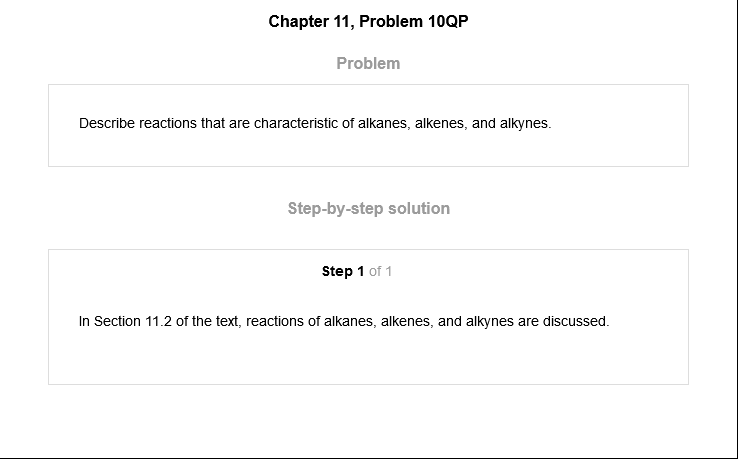 Chapter 11, Problem 10QP
Problem
Describe reactions that are characteristic of alkanes, alkenes, and alkynes.
Step-by-step solution
Step 1 of 1
In Section 11.2 of the text, reactions of alkanes, alkenes, and alkynes are discussed.